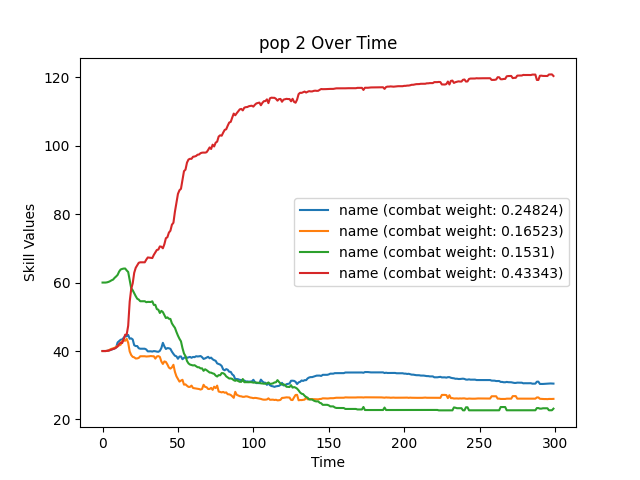 pop 2 Over Time
Skill Values
120
100
80
60
40
20
name (combat weight: 0.24824)
name (combat weight: 0.16523)
name (combat weight: 0.1531)
name (combat weight: 0.43343)
0
50
100
150
200
250
300
Time